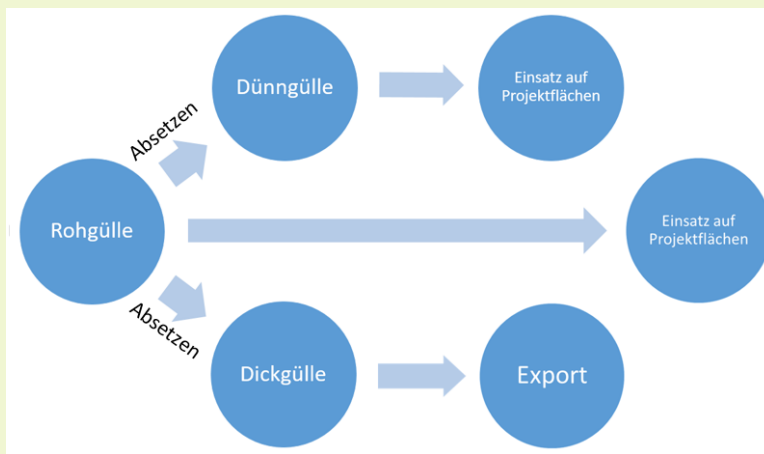 Dünngülle
Einsatz auf
Projektflächen
Absetzen
Rohgülle
Einsatz auf
Projektflächen
Absetzen
Dickgülle
Export